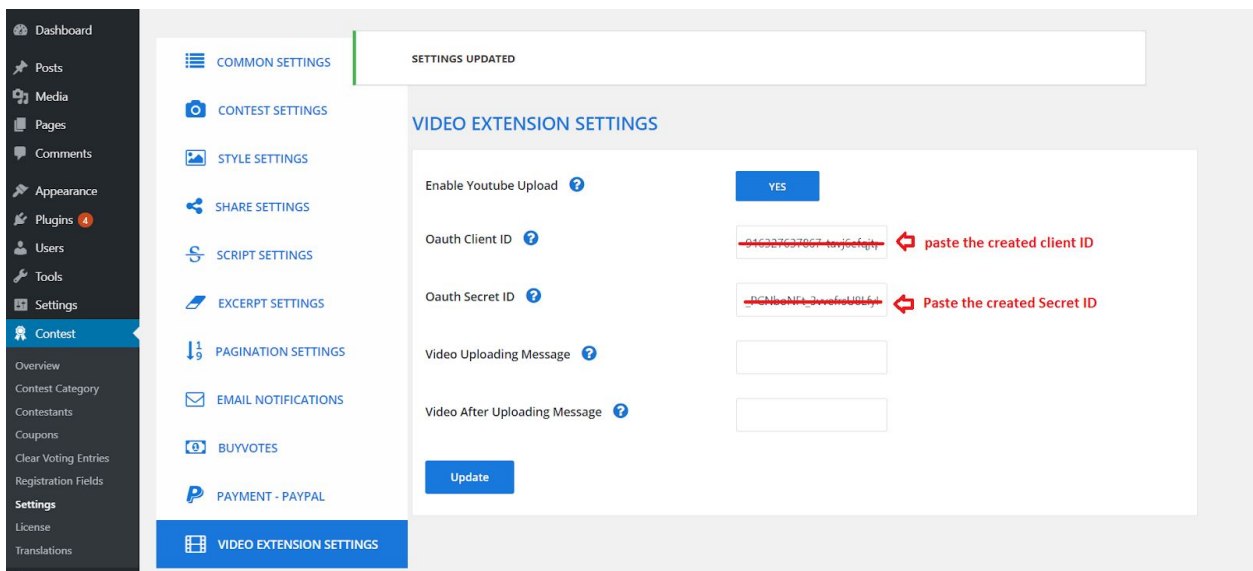 Dashboard
Posts
Media
Pages
Comments
Appearance
Plugins 4
Users
Tools
Settings
Contest
Overview
Contest Category
Contestants
Coupons
Clear Voting Entries
Registration Fields
Settings
License
Translations
COMMON SETTINGS
CONTEST SETTINGS
STYLE SETTINGS
SHARE SETTINGS
SCRIPT SETTINGS
EXCERPT SETTINGS
PAGINATION SETTINGS
EMAIL NOTIFICATIONS
BUYVOTES
PAYMENT - PAYPAL
VIDEO EXTENSION SETTINGS
SETTINGS UPDATED
VIDEO EXTENSION SETTINGS
Enable Youtube Upload ? YES
Oauth Client ID ? paste the created client ID
Oauth Secret ID ? Paste the created Secret ID
Video Uploading Message ?
Video After Uploading Message ?
Update